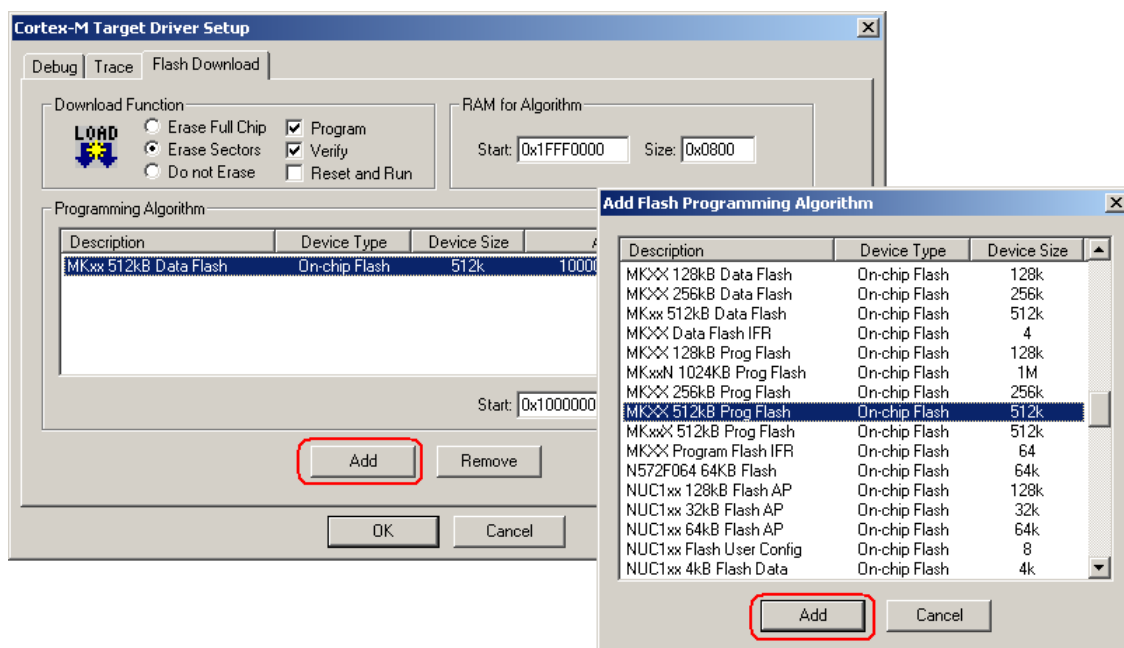 Cortex-M Target Driver Setup
Debug Trace Flash Download
Download Function
LOAD
Erase Full Chip
Erase Sectors
Do not Erase
Program
Verify
Reset and Run
RAM for Algorithm
Start: 0x1FFF0000 Size: 0x0800
Programming Algorithm
Description Device Type Device Size
MKxx 512kB Data Flash On-chip Flash 512k
Start: 0x1000000
Add Remove
OK Cancel
Add Flash Programming Algorithm
Description Device Type Device Size
MKXX 128kB Data Flash On-chip Flash 128k
MKXX 256kB Data Flash On-chip Flash 256k
MKxx 512kB Data Flash On-chip Flash 512k
MKXX Data Flash IFR On-chip Flash 4
MKXX 128kB Prog Flash On-chip Flash 128k
MKxxN 1024KB Prog Flash On-chip Flash 1M
MKXX 256kB Prog Flash On-chip Flash 256k
MKXX 512kB Prog Flash On-chip Flash 512k
MKxxX 512kB Prog Flash On-chip Flash 512k
MKXX Program Flash IFR On-chip Flash 64
N572F064 64KB Flash On-chip Flash 64k
NUC1xx 128kB Flash AP On-chip Flash 128k
NUC1xx 32kB Flash AP On-chip Flash 32k
NUC1xx 64kB Flash AP On-chip Flash 64k
NUC1xx Flash User Config On-chip Flash 8
NUC1xx 4kB Flash Data On-chip Flash 4k
Add Cancel